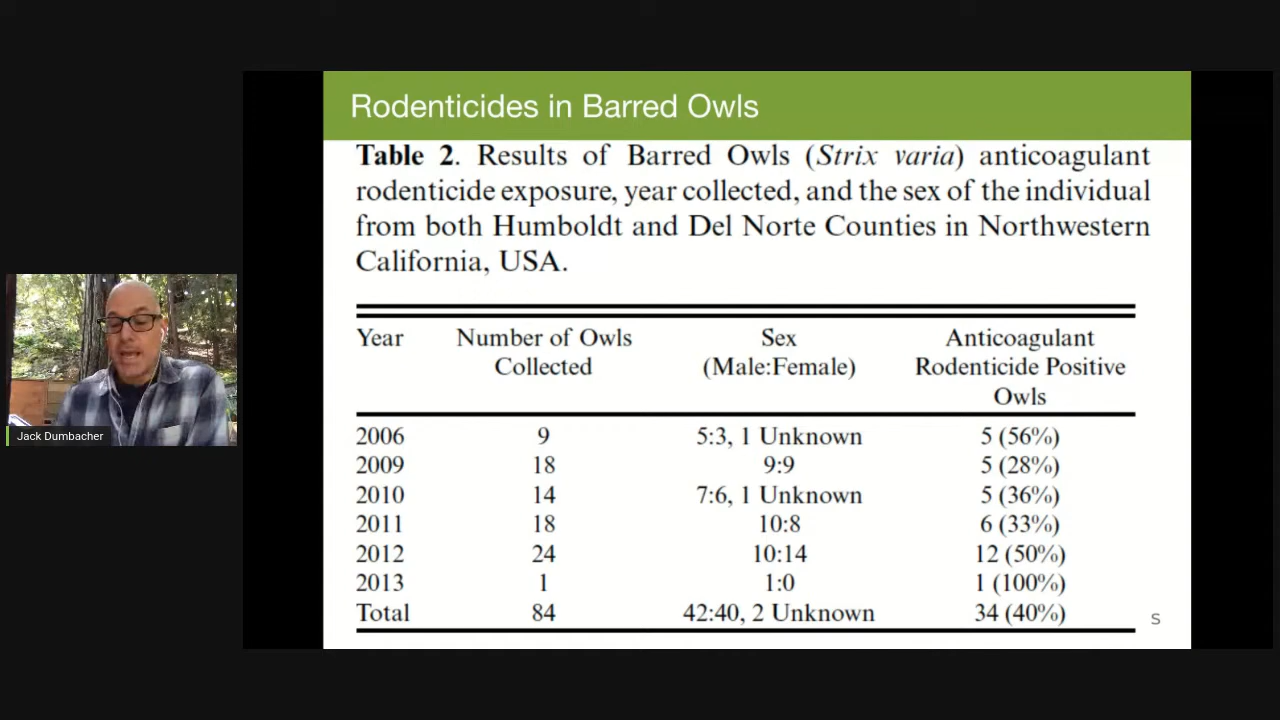 Rodenticides in Barred Owls
Table 2. Results of Barred Owls (Strix varia) anticoagulant
rodenticide exposure, year collected, and the sex of the individual
from both Humboldt and Del Norte Counties in Northwestern
California, USA.
Year Number of Owls Collected Sex (Male:Female) Anticoagulant Rodenticide Positive Owls
2006 9 5:3, 1 Unknown 5 (56%)
2009 18 9:9 5 (28%)
2010 14 7:6, 1 Unknown 5 (36%)
2011 18 10:8 6 (33%)
2012 24 10:14 12 (50%)
2013 1 1:0 1 (100%)
Total 84 42:40, 2 Unknown 34 (40%)
S
Jack Dumbacher